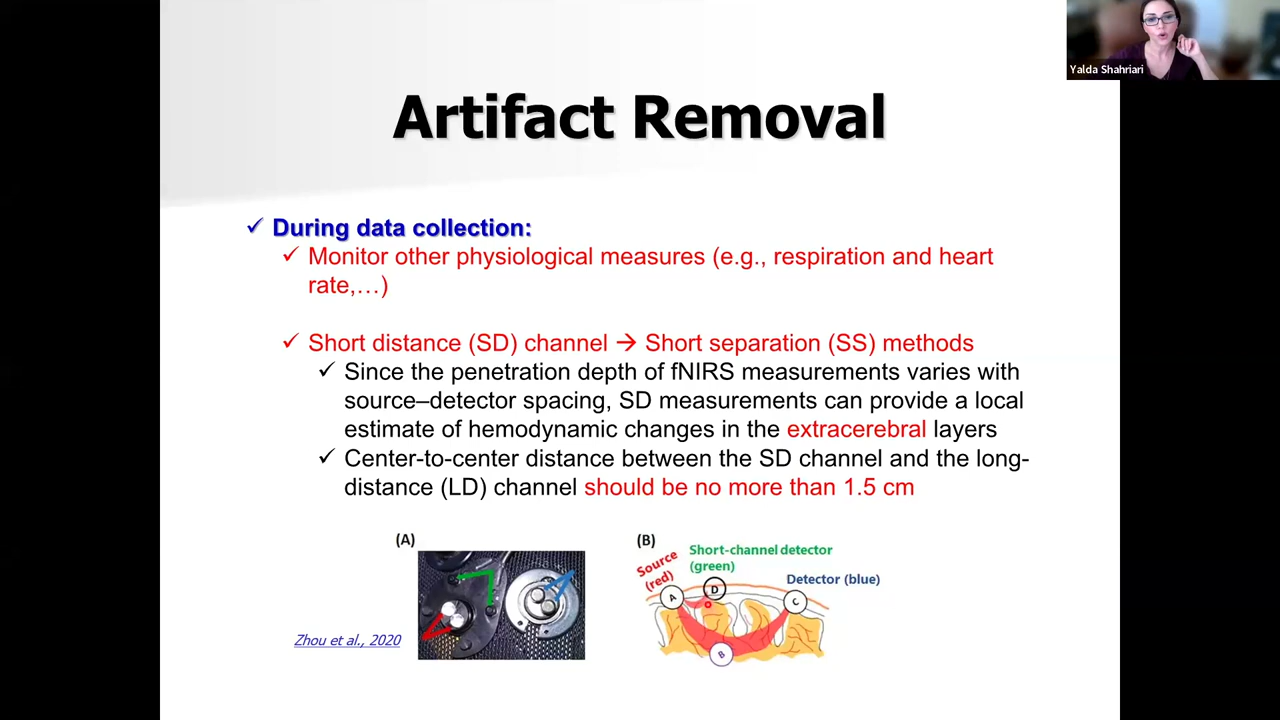 Yalda Shahriari
Artifact Removal
✓ During data collection:
✓ Monitor other physiological measures (e.g., respiration and heart
rate,…)
✓ Short distance (SD) channel → Short separation (SS) methods
✓ Since the penetration depth of fNIRS measurements varies with
source–detector spacing, SD measurements can provide a local
estimate of hemodynamic changes in the extracerebral layers
✓ Center-to-center distance between the SD channel and the long-
distance (LD) channel should be no more than 1.5 cm
(A)
(B)
Source
(red)
Short-channel detector
(green)
Detector (blue)
A
D
C
B
Zhou et al., 2020